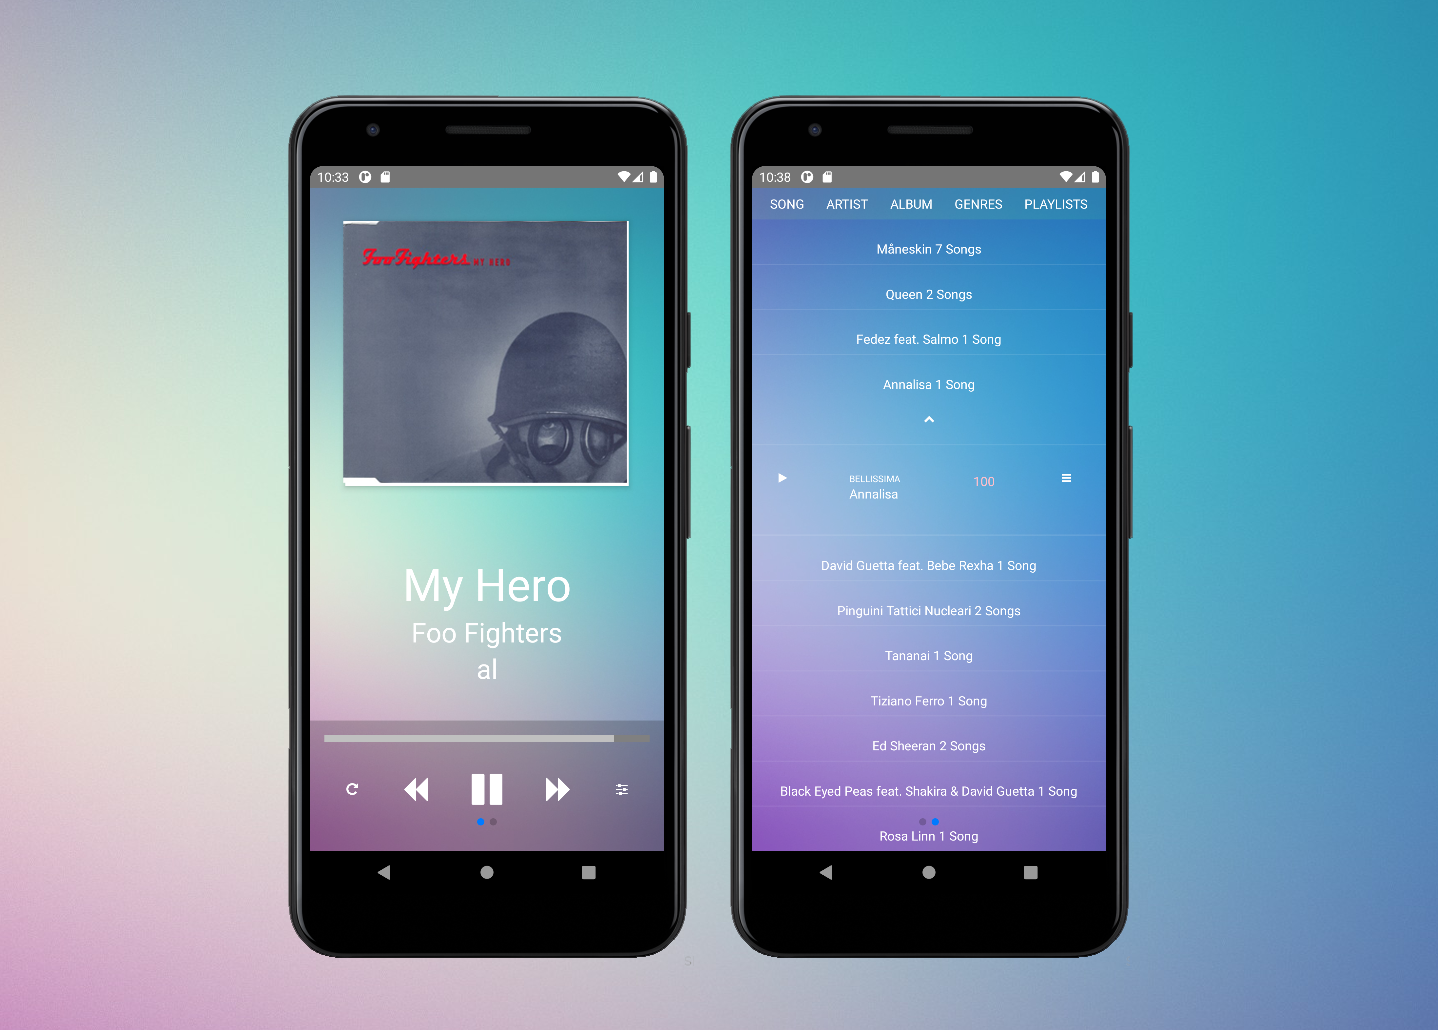 10:33
Foo Fighters MY HERO
My Hero
Foo Fighters
al
10:38
SONG ARTIST ALBUM GENRES PLAYLISTS
Måneskin 7 Songs
Queen 2 Songs
Fedez feat. Salmo 1 Song
Annalisa 1 Song
BELLISSIMA
Annalisa
100
David Guetta feat. Bebe Rexha 1 Song
Pinguini Tattici Nucleari 2 Songs
Tananai 1 Song
Tiziano Ferro 1 Song
Ed Sheeran 2 Songs
Black Eyed Peas feat. Shakira & David Guetta 1 Song
Rosa Linn 1 Song